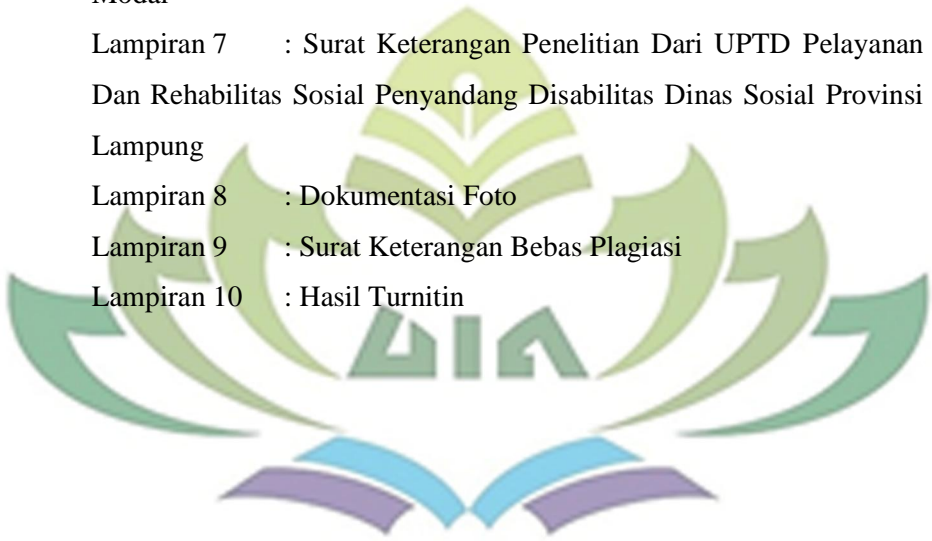 Lampiran 7 : Surat Keterangan Penelitian Dari UPTD Pelayanan
Dan Rehabilitas Sosial Penyandang Disabilitas Dinas Sosial Provinsi
Lampung
Lampiran 8 : Dokumentasi Foto
Lampiran 9 : Surat Keterangan Bebas Plagiasi
Lampiran 10 : Hasil Turnitin
UIN